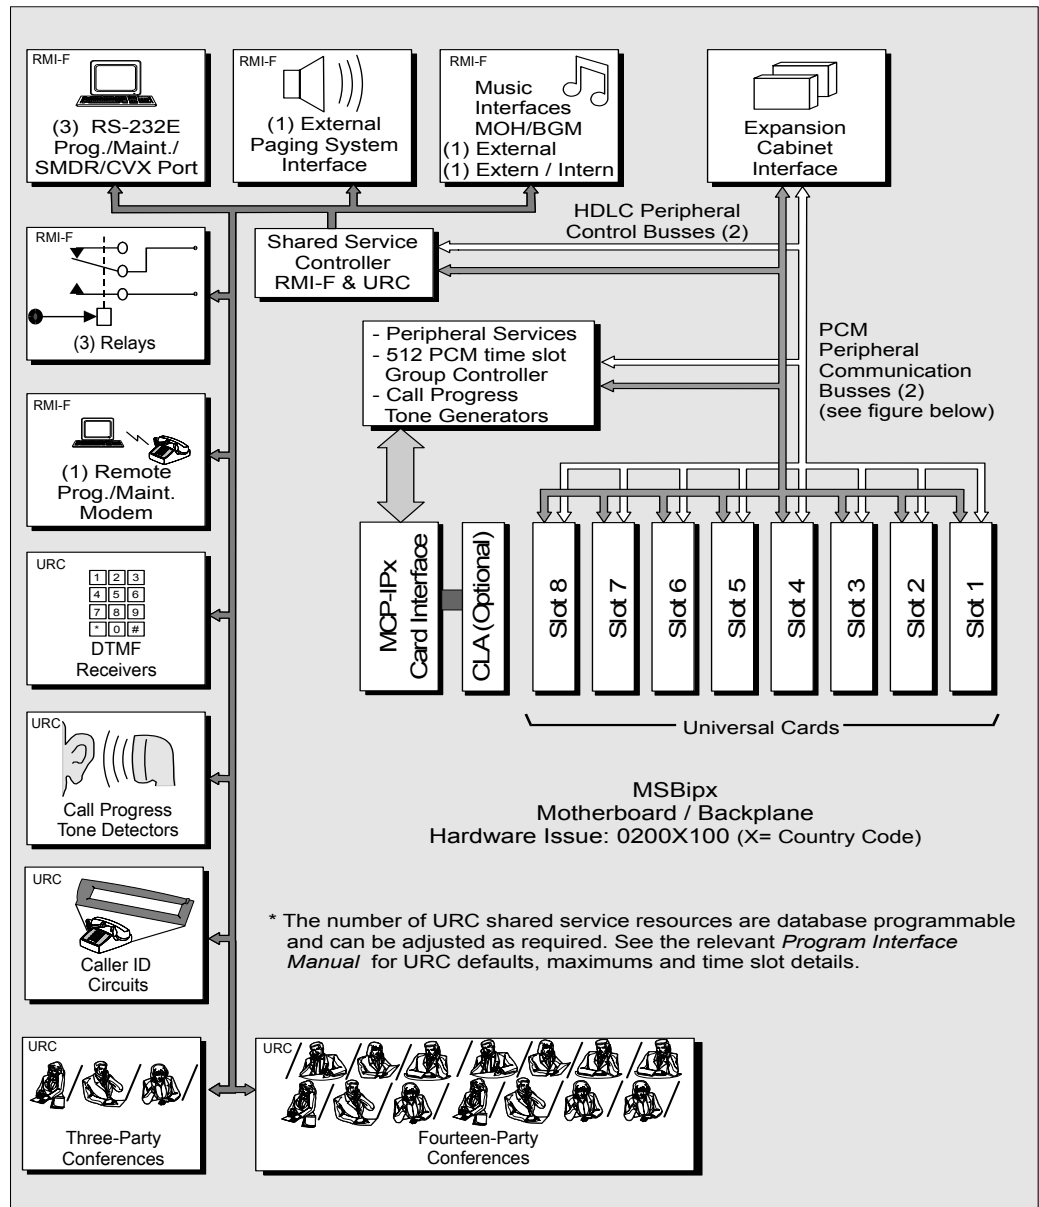 RMI-F
(3) RS-232E
Prog./Maint./
SMDR/CVX Port
RMI-F
(1) External
Paging System
Interface
RMI-F
Music
Interfaces
MOH/BGM
(1) External
(1) Extern / Intern
Expansion
Cabinet
Interface
HDLC Peripheral
Control Busses (2)
Shared Service
Controller
RMI-F & URC
RMI-F
(3) Relays
- Peripheral Services
- 512 PCM time slot
Group Controller
- Call Progress
Tone Generators
PCM
Peripheral
Communication
Busses (2)
(see figure below)
RMI-F
(1) Remote
Prog./Maint.
Modem
MCP-IPx
Card Interface
CLA (Optional)
Slot 8
Slot 7
Slot 6
Slot 5
Slot 4
Slot 3
Slot 2
Slot 1
Universal Cards
URC
1 2 3
4 5 6
7 8 9
* 0 #
DTMF
Receivers
URC
Call Progress
Tone Detectors
MSBipx
Motherboard / Backplane
Hardware Issue: 0200X100 (X= Country Code)
URC
Caller ID
Circuits
* The number of URC shared service resources are database programmable
and can be adjusted as required. See the relevant Program Interface
Manual for URC defaults, maximums and time slot details.
URC
Three-Party
Conferences
URC
Fourteen-Party
Conferences